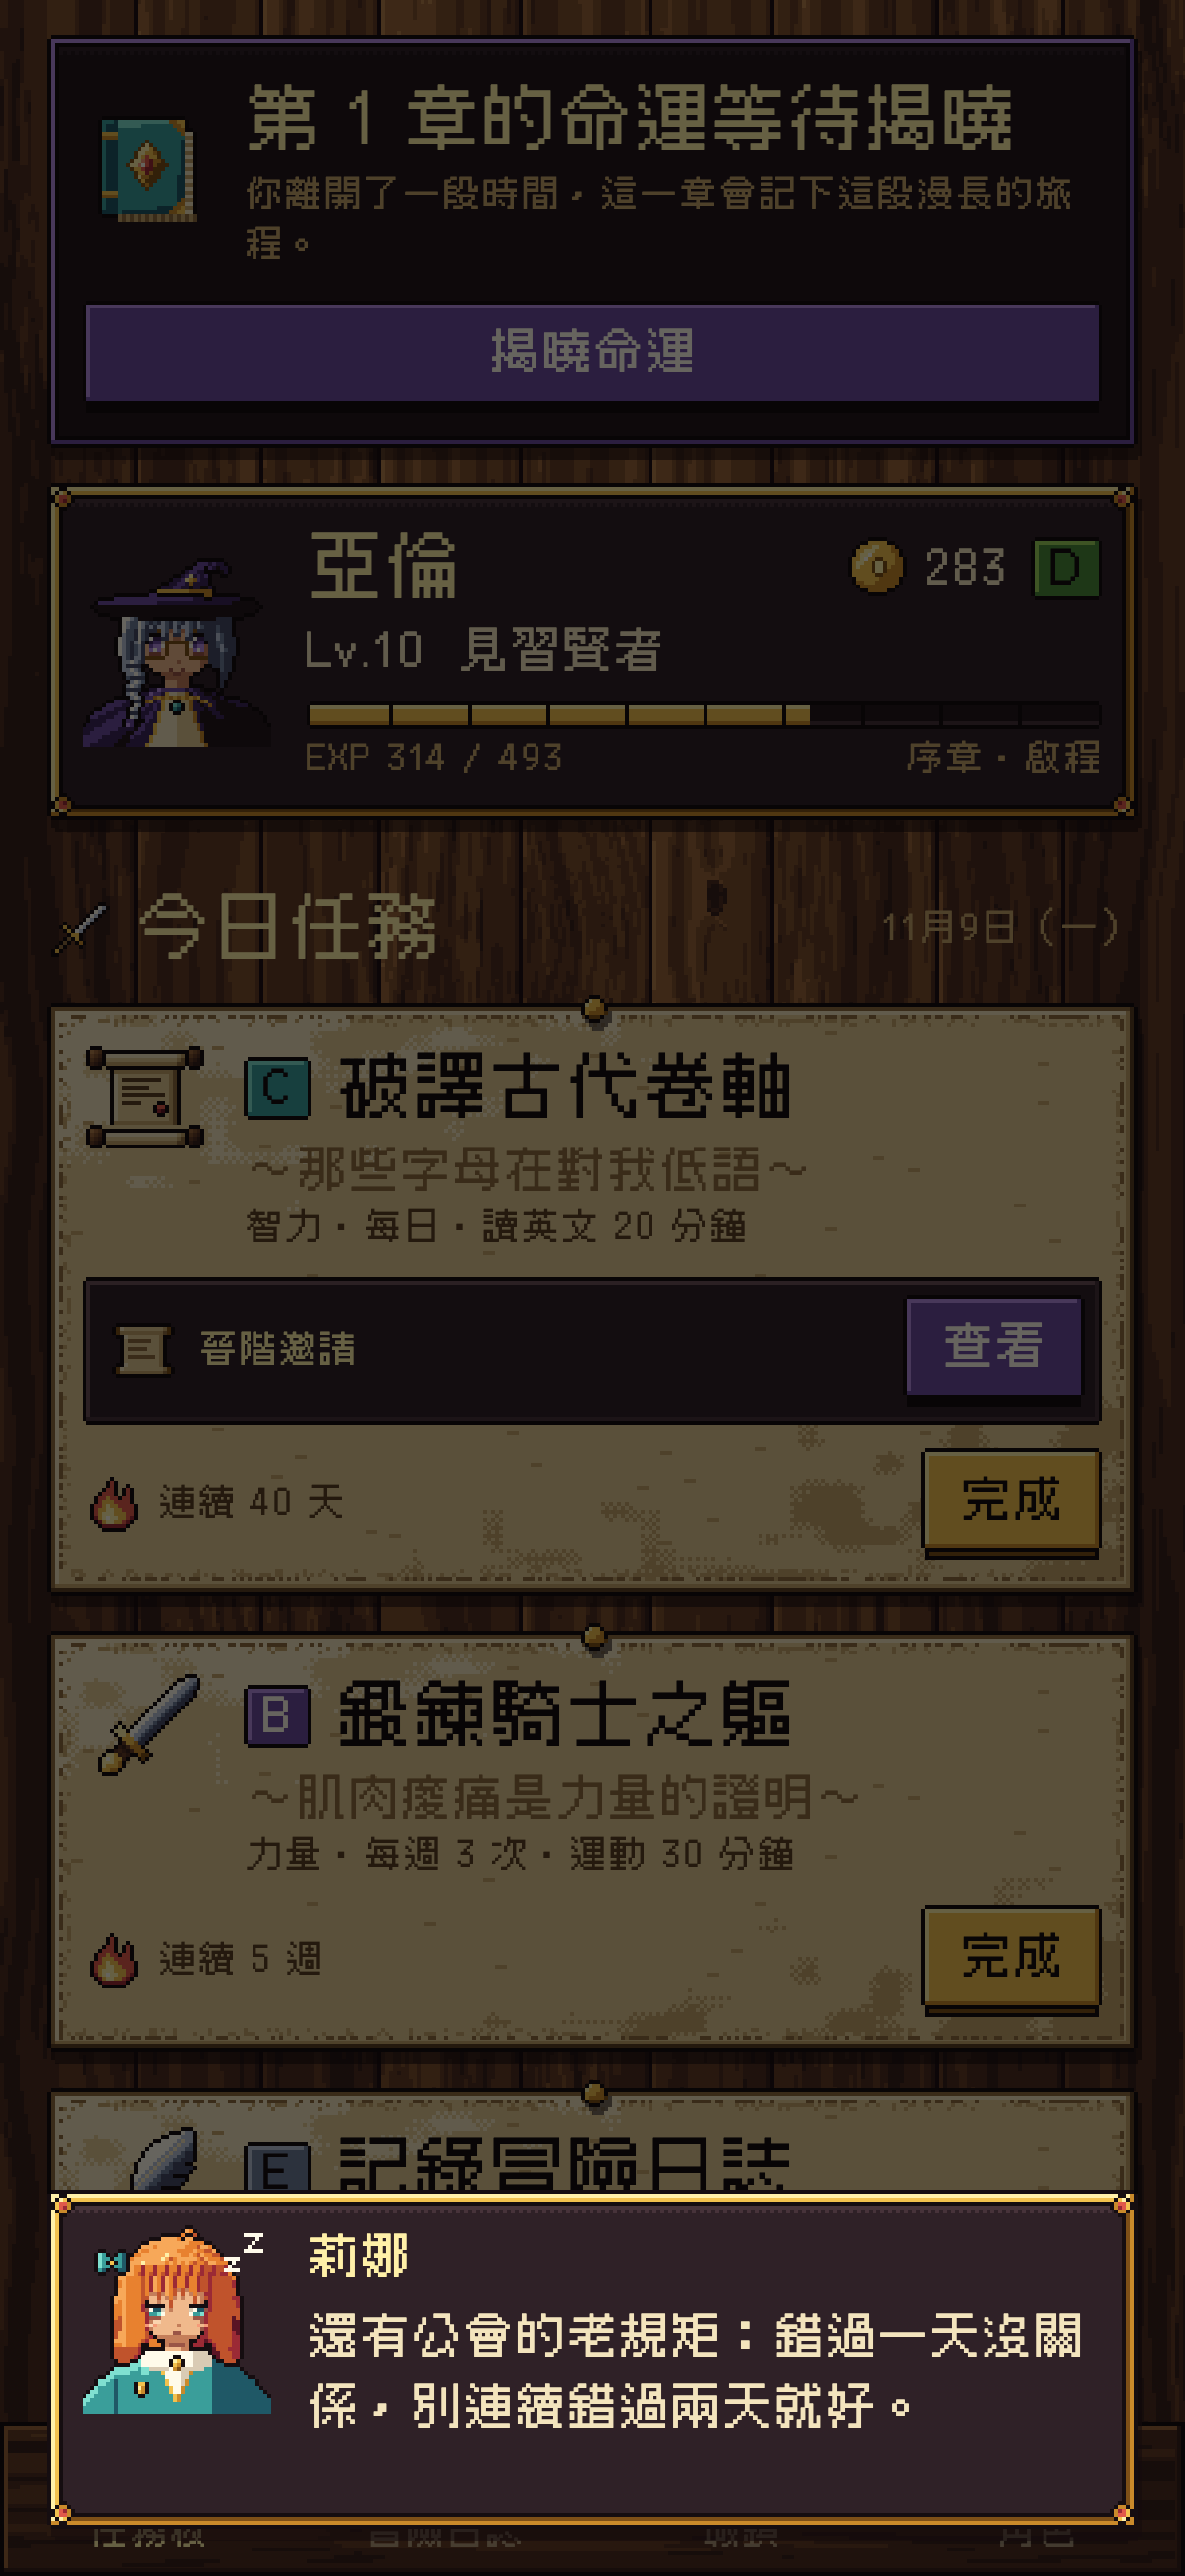 第 1 章的命運等待揭曉
你離開了一段時間，這一章會記下這段漫長的旅
程。
揭曉命運
亞倫
283 D
Lv.10 見習賢者
EXP 314 / 493
序章·啟程
今日任務
11月9日（一）
C 破譯古代卷軸
～那些字母在對我低語～
智力·每日·讀英文 20 分鐘
晉階邀請
查看
連續 40 天
完成
B 鍛鍊騎士之軀
～肌肉痠痛是力量的證明～
力量·每週 3 次·運動 30 分鐘
連續 5 週
完成
E 記錄冒險日誌
z z
莉娜
還有公會的老規矩：錯過一天沒關
係，別連續錯過兩天就好。
角色